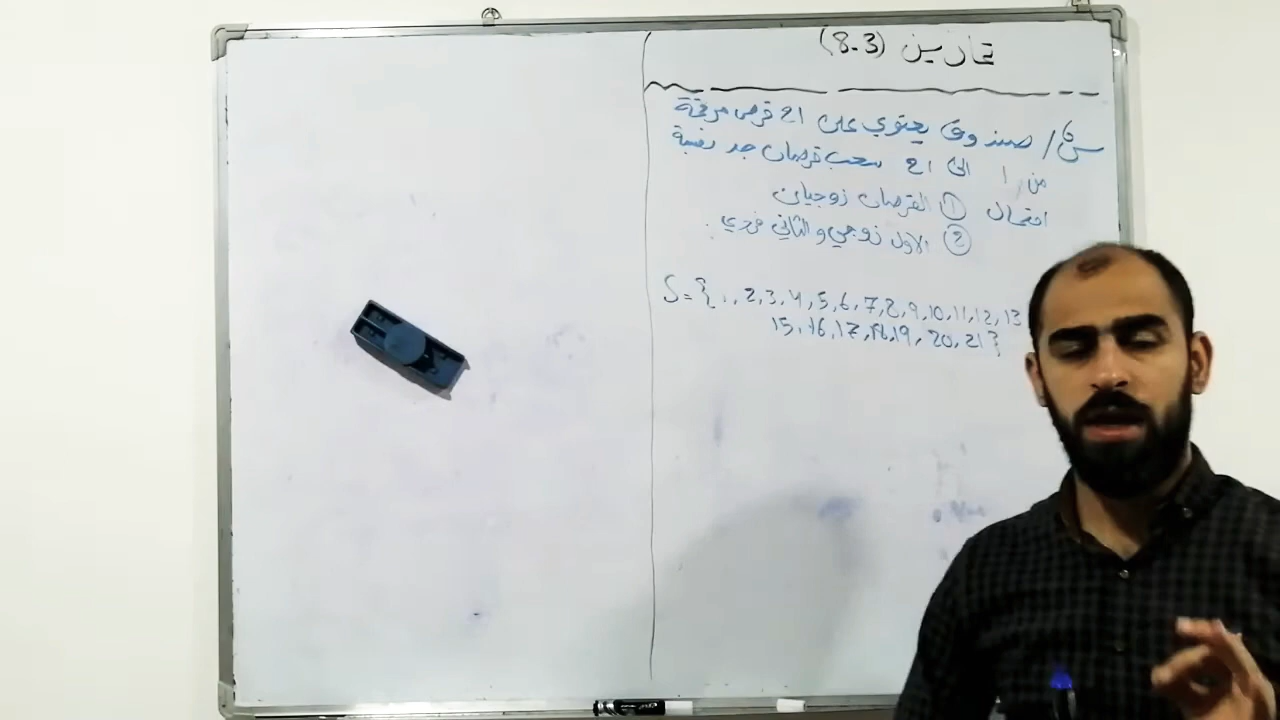 تمارين (8-3)
س6/ صندوق يحتوي على 21 قرص مرقمة
من 1 الى 21 سحب قرصان جد نسبة
احتمال ① القرصان زوجيان
② الاول زوجي والثاني فردي.
S={1,2,3,4,5,6,7,8,9,10,11,12,13
15,16,17,18,19,20,21}